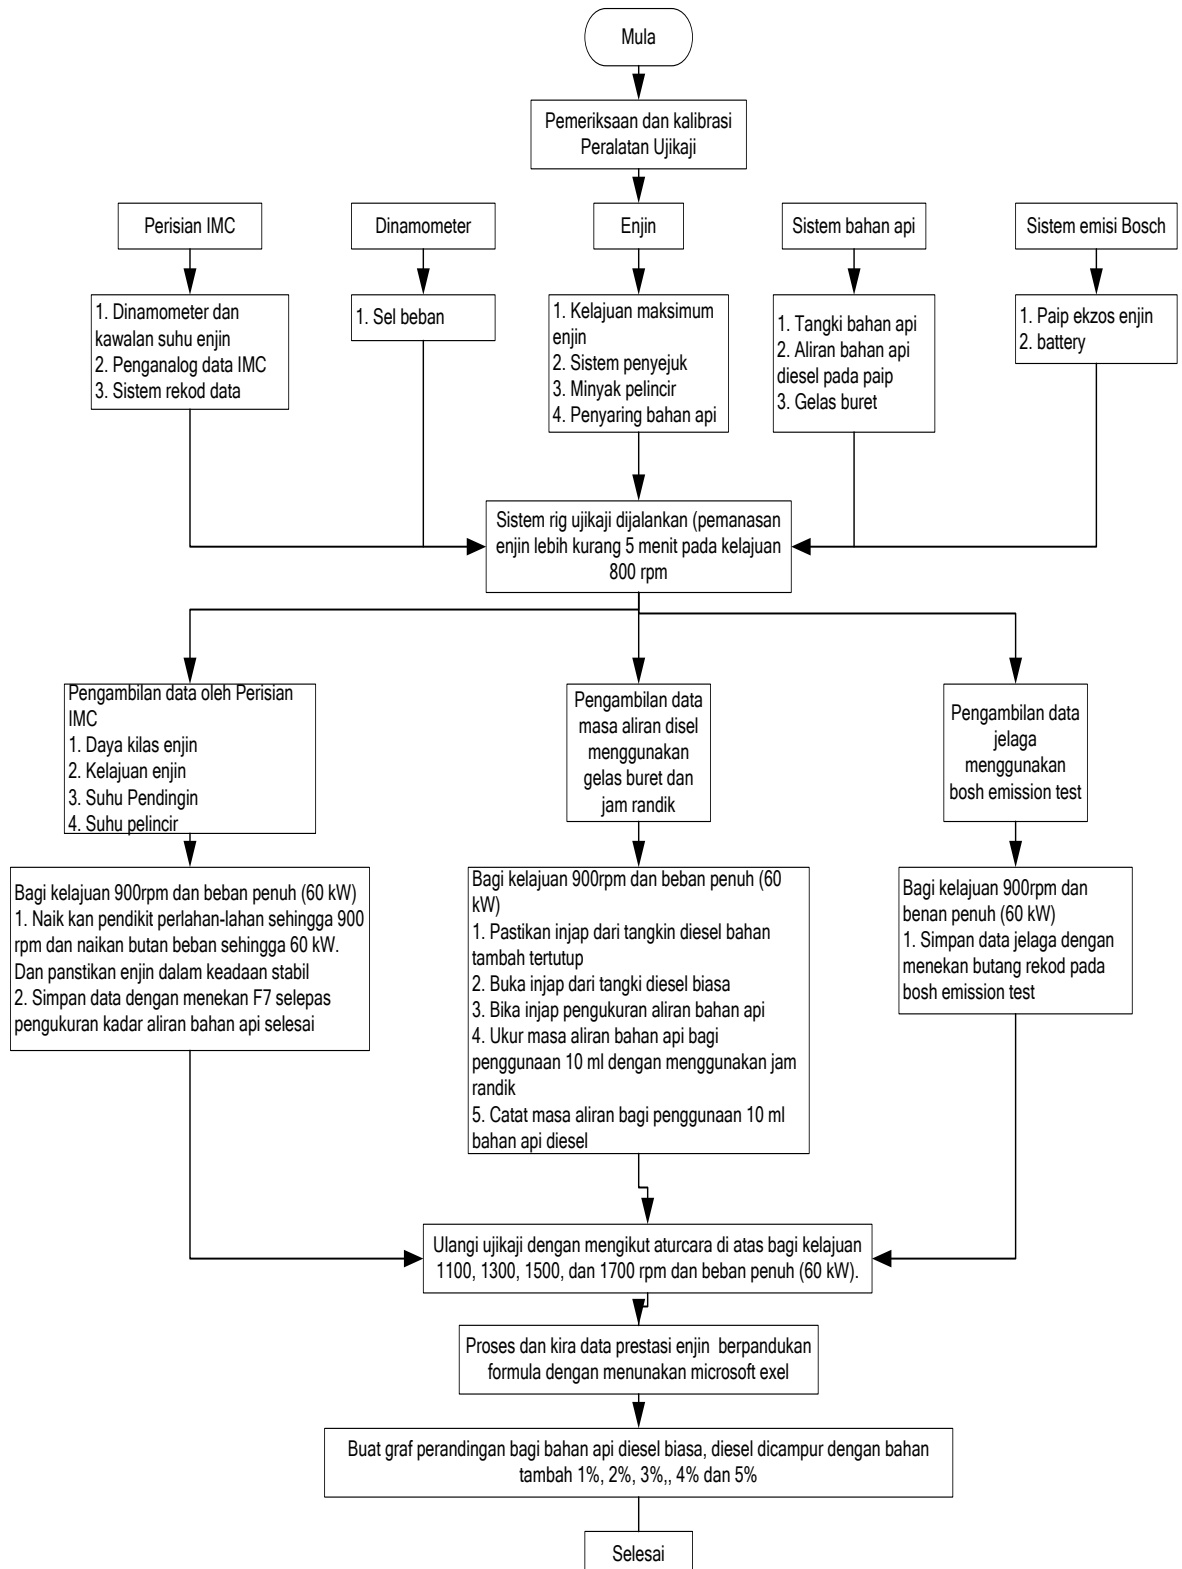 Mula
Pemeriksaan dan kalibrasi
Peralatan Ujikaji
Perisian IMC
Dinamometer
Enjin
Sistem bahan api
Sistem emisi Bosch
1. Dinamometer dan
kawalan suhu enjin
2. Penganalog data IMC
3. Sistem rekod data
1. Sel beban
1. Kelajuan maksimum
enjin
2. Sistem penyejuk
3. Minyak pelincir
4. Penyaring bahan api
1. Tangki bahan api
2. Aliran bahan api
diesel pada paip
3. Gelas buret
1. Paip ekzos enjin
2. battery
Sistem rig ujikaji dijalankan (pemanasan
enjin lebih kurang 5 menit pada kelajuan
800 rpm
Pengambilan data oleh Perisian
IMC
1. Daya kilas enjin
2. Kelajuan enjin
3. Suhu Pendingin
4. Suhu pelincir
Pengambilan data
masa aliran disel
menggunakan
gelas buret dan
jam randik
Pengambilan data
jelaga
menggunakan
bosh emission test
Bagi kelajuan 900rpm dan beban penuh (60 kW)
1. Naik kan pendikit perlahan-lahan sehingga 900
rpm dan naikan butan beban sehingga 60 kW.
Dan panstikan enjin dalam keadaan stabil
2. Simpan data dengan menekan F7 selepas
pengukuran kadar aliran bahan api selesai
Bagi kelajuan 900rpm dan beban penuh (60
kW)
1. Pastikan injap dari tangkin diesel bahan
tambah tertutup
2. Buka injap dari tangki diesel biasa
3. Bika injap pengukuran aliran bahan api
4. Ukur masa aliran bahan api bagi
penggunaan 10 ml dengan menggunakan jam
randik
5. Catat masa aliran bagi penggunaan 10 ml
bahan api diesel
Bagi kelajuan 900rpm dan
benan penuh (60 kW)
1. Simpan data jelaga dengan
menekan butang rekod pada
bosh emission test
Ulangi ujikaji dengan mengikut aturcara di atas bagi kelajuan
1100, 1300, 1500, dan 1700 rpm dan beban penuh (60 kW).
Proses dan kira data prestasi enjin berpandukan
formula dengan menunakan microsoft exel
Buat graf perandingan bagi bahan api diesel biasa, diesel dicampur dengan bahan
tambah 1%, 2%, 3%,, 4% dan 5%
Selesai